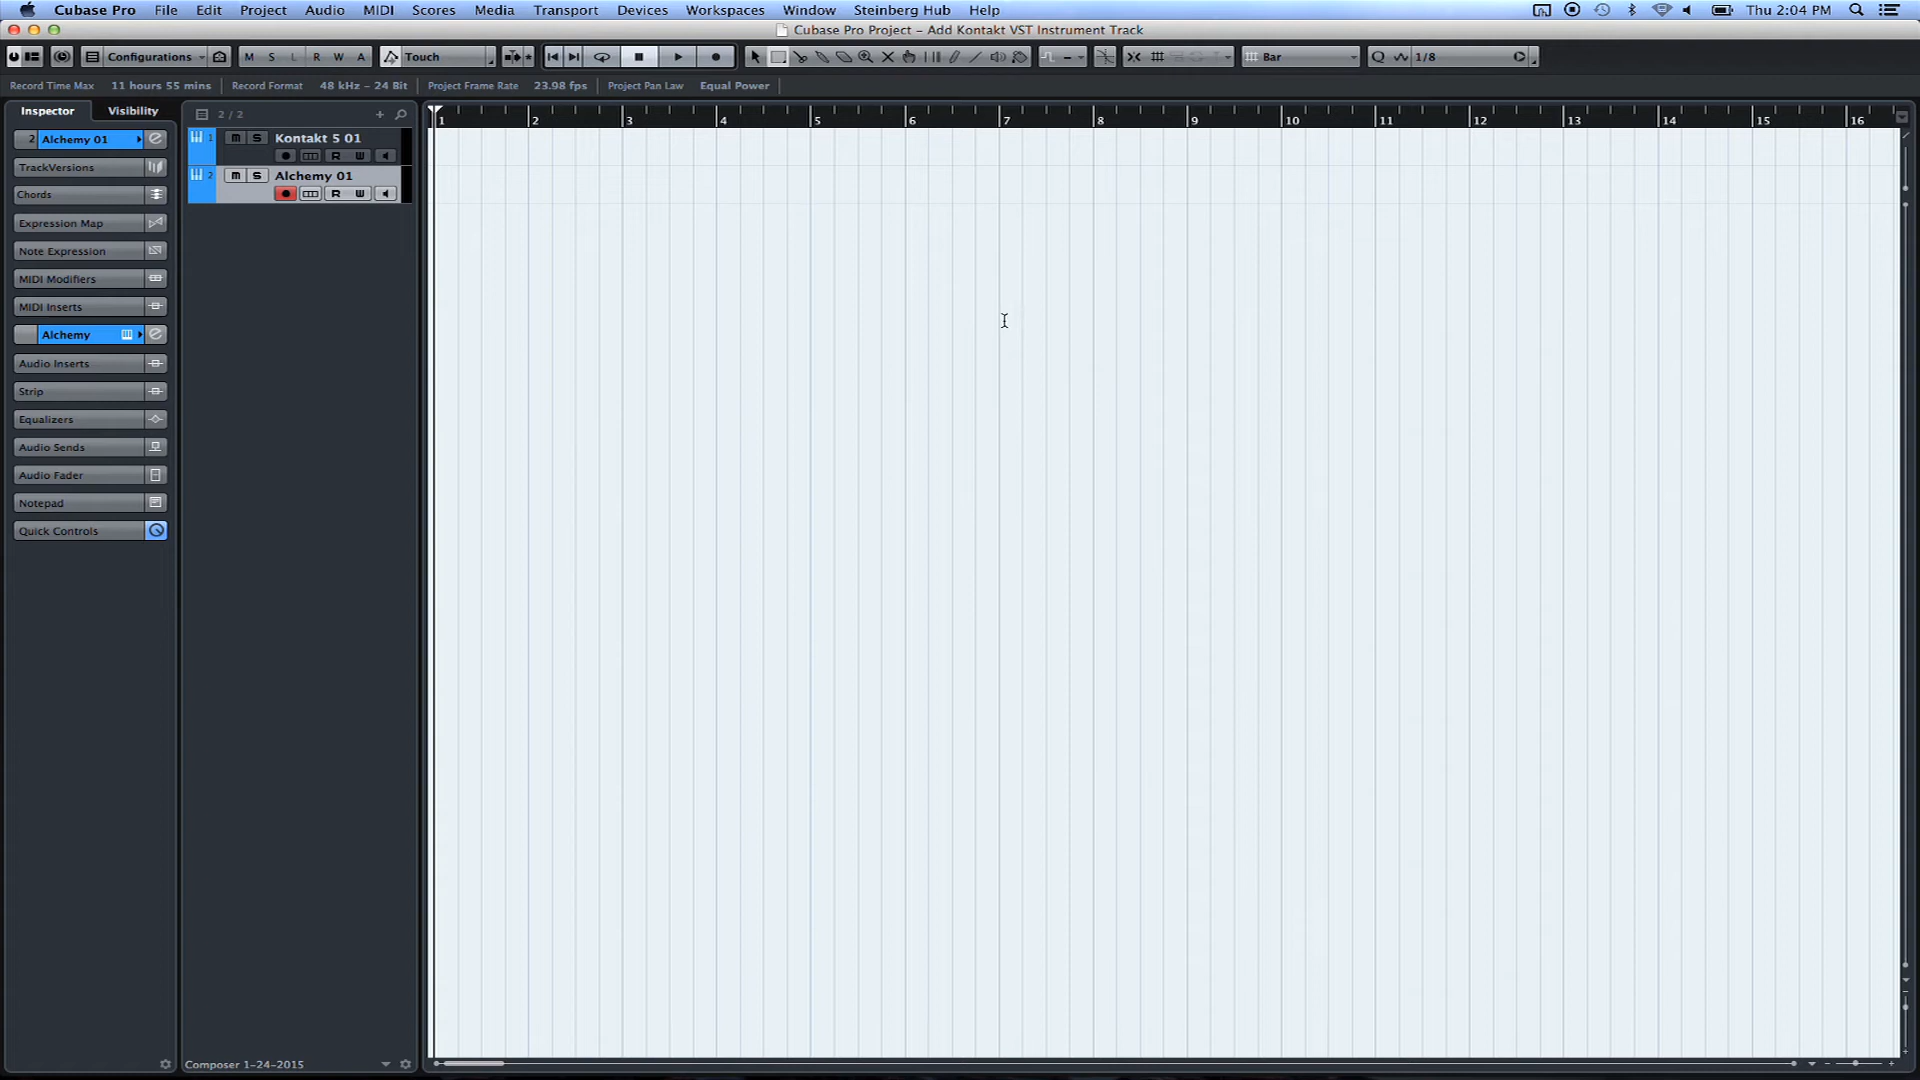 Cubase Pro File Edit Project Audio MIDI Scores Media Transport Devices Workspaces Window Steinberg Hub Help Thu 2:04 PM
Cubase Pro Project – Add Kontakt VST Instrument Track
Configurations M S L R W A Touch Bar Q 1/8
Record Time Max 11 hours 55 mins Record Format 48 kHz – 24 Bit Project Frame Rate 23.98 fps Project Pan Law Equal Power
Inspector Visibility 2 / 2 +
1 2 3 4 5 6 7 8 9 10 11 12 13 14 15 16
2 Alchemy 01
TrackVersions
Chords
Expression Map
Note Expression
MIDI Modifiers
MIDI Inserts
Alchemy
Audio Inserts
Strip
Equalizers
Audio Sends
Audio Fader
Notepad
Quick Controls
1 m S Kontakt 5 01
R W
2 m S Alchemy 01
R W
Composer 1-24-2015